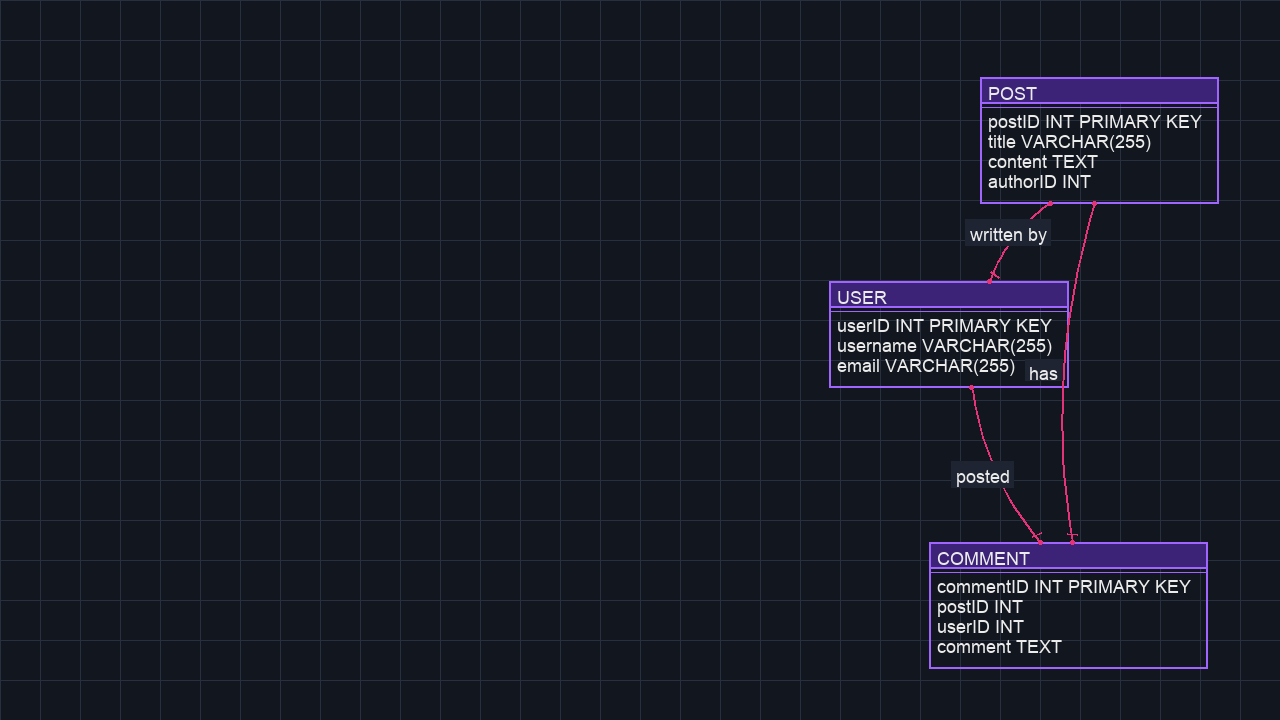 POST
postID INT PRIMARY KEY
title VARCHAR(255)
content TEXT
authorID INT
written by
USER
userID INT PRIMARY KEY
username VARCHAR(255)
email VARCHAR(255)
has
posted
COMMENT
commentID INT PRIMARY KEY
postID INT
userID INT
comment TEXT